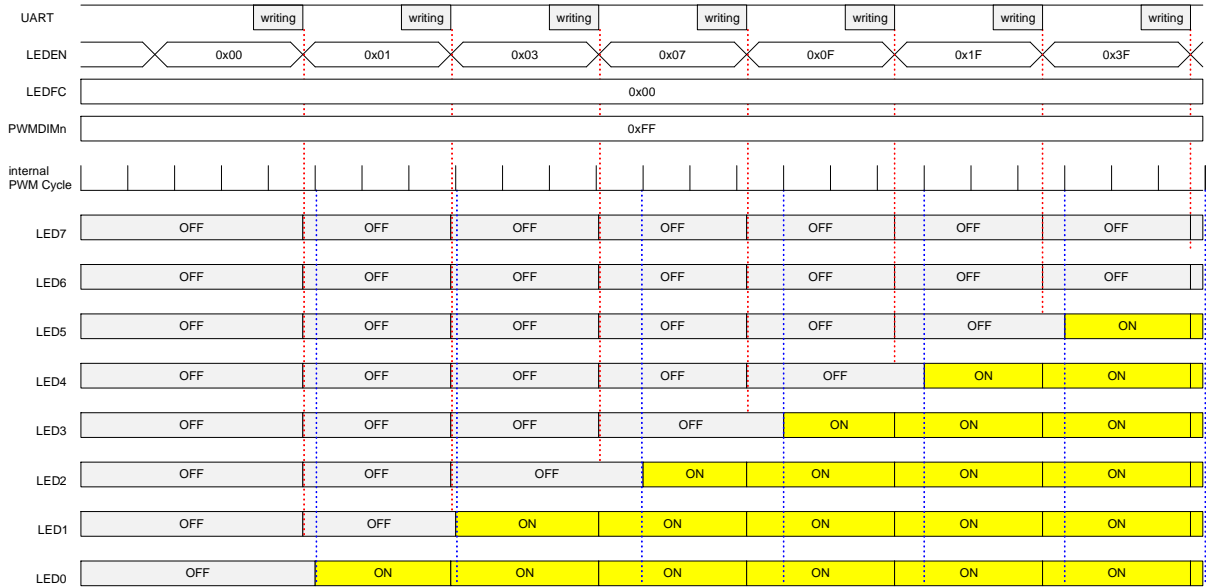 UART writing writing writing writing writing writing writing
LEDEN 0x00 0x01 0x03 0x07 0x0F 0x1F 0x3F
LEDFC 0x00
PWMDIMn 0xFF
internal
PWM Cycle
LED7 OFF OFF OFF OFF OFF OFF OFF
LED6 OFF OFF OFF OFF OFF OFF OFF
LED5 OFF OFF OFF OFF OFF OFF ON
LED4 OFF OFF OFF OFF OFF ON ON
LED3 OFF OFF OFF OFF ON ON ON
LED2 OFF OFF OFF ON ON ON ON
LED1 OFF OFF ON ON ON ON ON
LED0 OFF ON ON ON ON ON ON